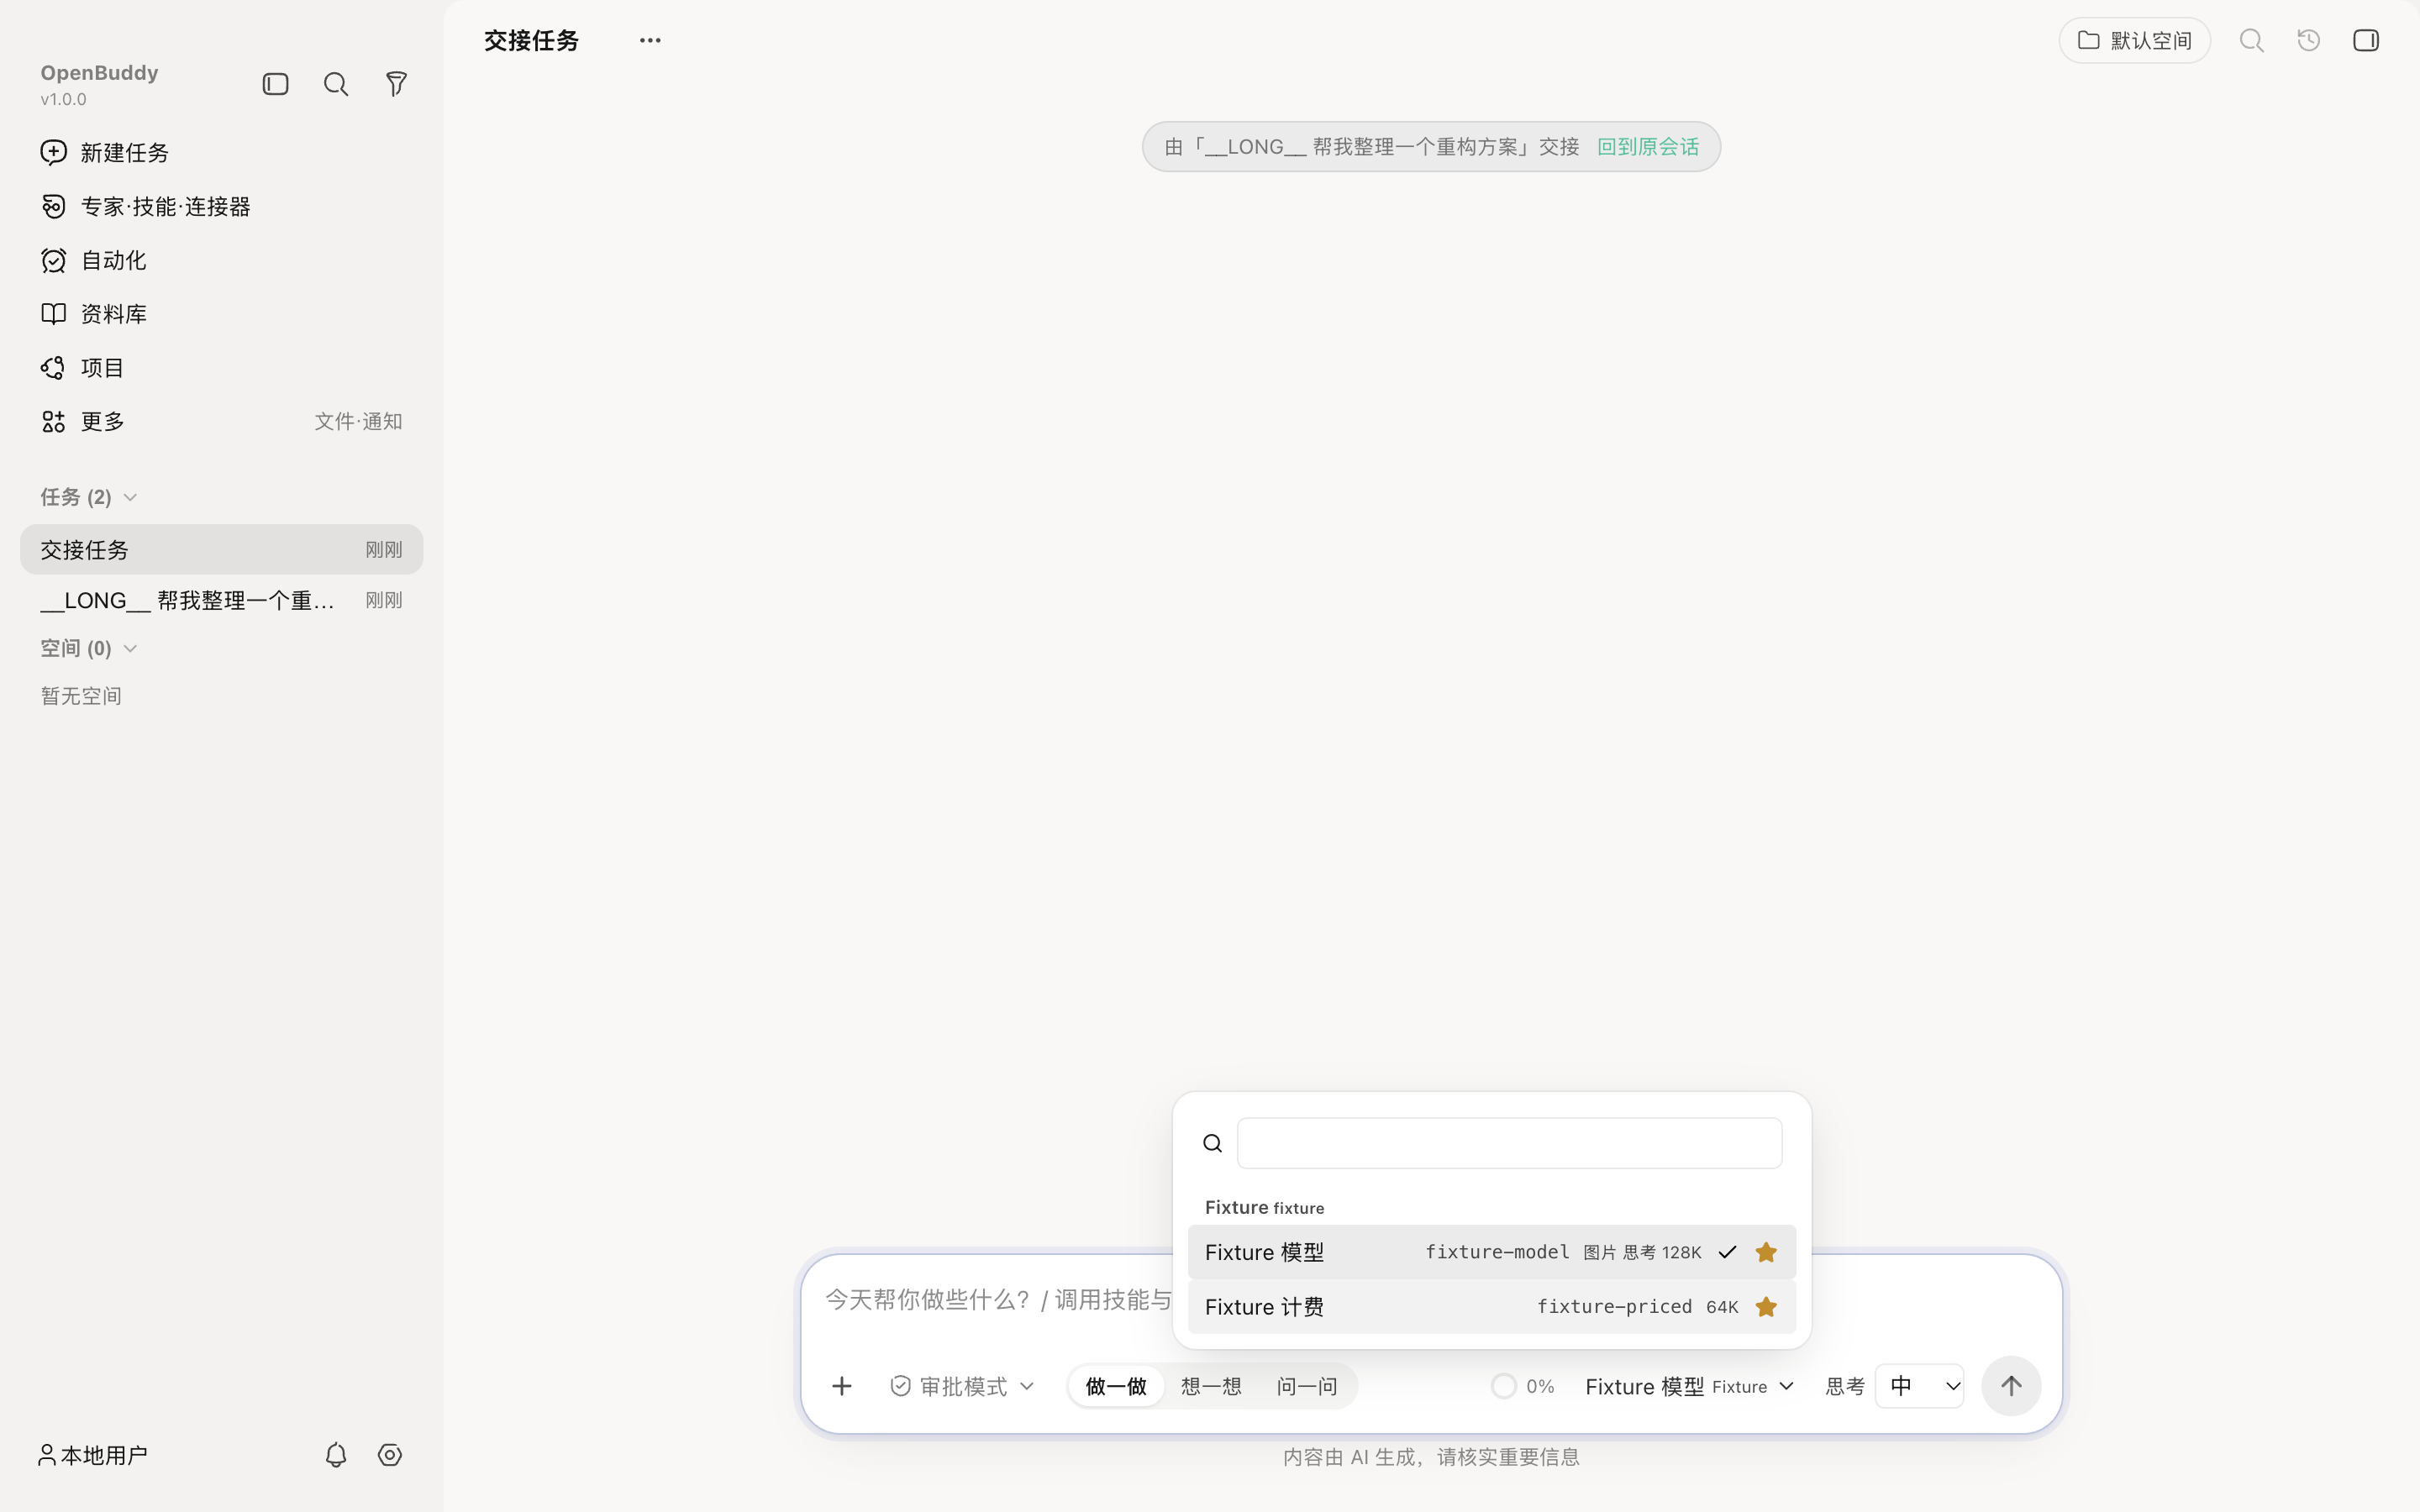 OpenBuddy
v1.0.0
新建任务
专家·技能·连接器
自动化
资料库
项目
更多 文件·通知
任务 (2)
交接任务 刚刚
__LONG__ 帮我整理一个重… 刚刚
空间 (0)
暂无空间
本地用户
交接任务
默认空间
由「__LONG__ 帮我整理一个重构方案」交接 回到原会话
Fixture fixture
Fixture 模型 fixture-model 图片 思考 128K
Fixture 计费 fixture-priced 64K
今天帮你做些什么? / 调用技能与
审批模式 做一做 想一想 问一问 0% Fixture 模型 Fixture 思考 中
内容由 AI 生成，请核实重要信息